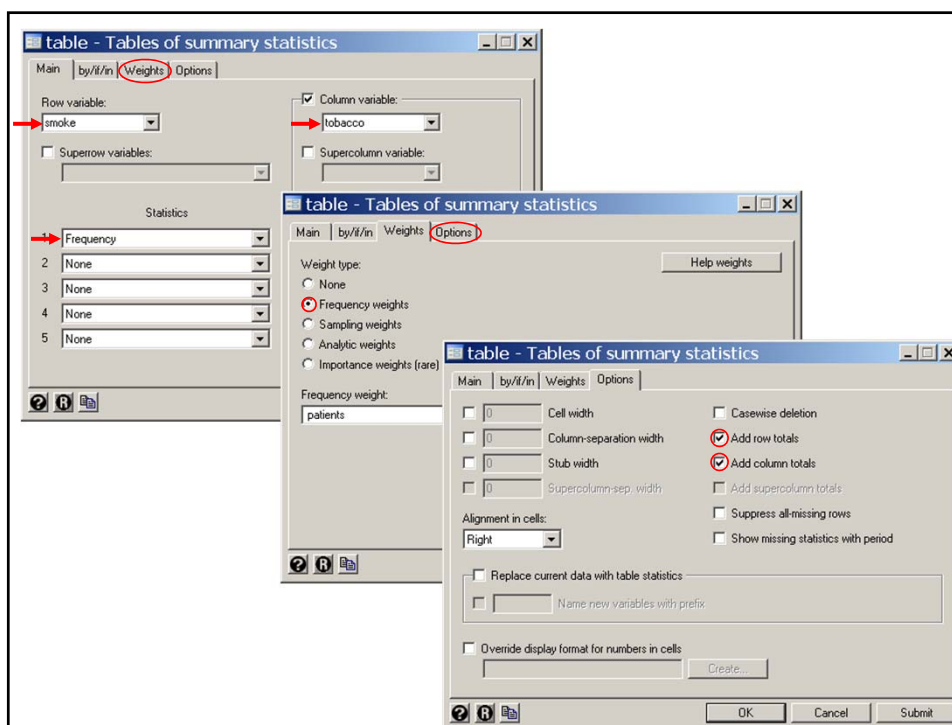 table - Tables of summary statistics
Main by/if/in Weights Options
Row variable:
smoke
Column variable:
tobacco
Superrow variables:
Supercolumn variable:
Statistics
1 Frequency
2 None
3 None
4 None
5 None
R
table - Tables of summary statistics
Main by/if/in Weights Options
Weight type:
Help weights
None
Frequency weights
Sampling weights
Analytic weights
Importance weights (rare)
Frequency weight:
patients
R
table - Tables of summary statistics
Main by/if/in Weights Options
0 Cell width
0 Column-separation width
0 Stub width
0 Supercolumn-sep. width
Casewise deletion
Add row totals
Add column totals
Add supercolumn totals
Suppress all-missing rows
Show missing statistics with period
Alignment in cells:
Right
Replace current data with table statistics
Name new variables with prefix
Override display format for numbers in cells
Create...
? R
OK Cancel Submit